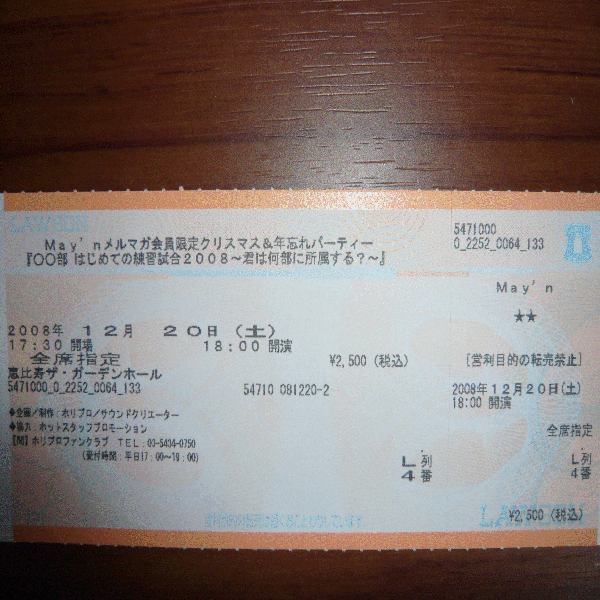 May'nメルマガ会員限定クリスマス&年忘れパーティー
『〇〇部 はじめての練習試合2008～君は何部に所属する?～』
2008年 12月 20日 (土)
17:30 開場 18:00 開演
全席指定 ¥2,500 (税込)
恵比寿ザ・ガーデンホール
5471000_0_2252_0064_133 54710 081220-2
◆企画/制作:ホリプロ/サウンドクリエーター
◆協力:ホットスタッフプロモーション
【問】ホリプロファンクラブ TEL:03-5434-0750
(受付時間:平日17:00～19:00)
L列
4番
5471000
0_2252_0064_133
May'n
★★
[営利目的の転売禁止]
2008年12月20日(土)
18:00 開演
全席指定
L列
4番
¥2,500 (税込)